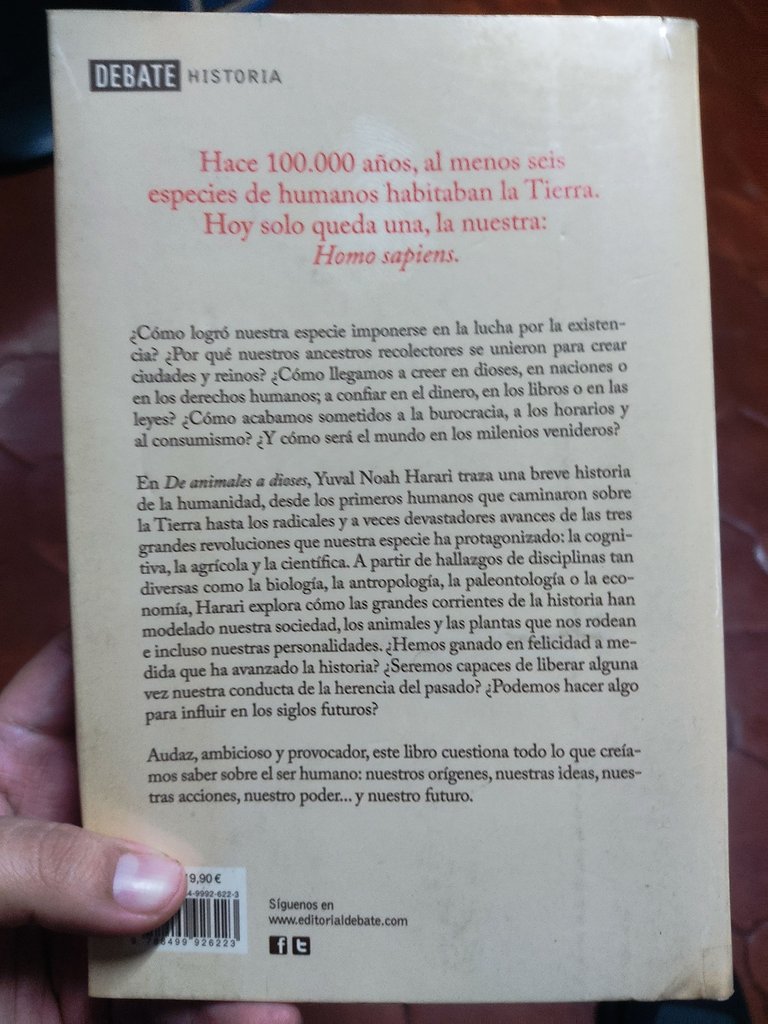 DEBATE HISTORIA
Hace 100.000 años, al menos seis
especies de humanos habitaban la Tierra.
Hoy solo queda una, la nuestra:
Homo sapiens.
¿Cómo logró nuestra especie imponerse en la lucha por la existen-
cia? ¿Por qué nuestros ancestros recolectores se unieron para crear
ciudades y reinos? ¿Cómo llegamos a creer en dioses, en naciones o
en los derechos humanos; a confiar en el dinero, en los libros o en las
leyes? ¿Cómo acabamos sometidos a la burocracia, a los horarios y
al consumismo? ¿Y cómo será el mundo en los milenios venideros?
En De animales a dioses, Yuval Noah Harari traza una breve historia
de la humanidad, desde los primeros humanos que caminaron sobre
la Tierra hasta los radicales y a veces devastadores avances de las tres
grandes revoluciones que nuestra especie ha protagonizado: la cogni-
tiva, la agrícola y la científica. A partir de hallazgos de disciplinas tan
diversas como la biología, la antropología, la paleontología o la eco-
nomía, Harari explora cómo las grandes corrientes de la historia han
modelado nuestra sociedad, los animales y las plantas que nos rodean
e incluso nuestras personalidades. ¿Hemos ganado en felicidad a me-
dida que ha avanzado la historia? ¿Seremos capaces de liberar alguna
vez nuestra conducta de la herencia del pasado? ¿Podemos hacer algo
para influir en los siglos futuros?
Audaz, ambicioso y provocador, este libro cuestiona todo lo que creía-
mos saber sobre el ser humano: nuestros orígenes, nuestras ideas, nues-
tras acciones, nuestro poder... y nuestro futuro.
9,90 €
4-9992-622-3
926223
Síguenos en
www.editorialdebate.com
f t